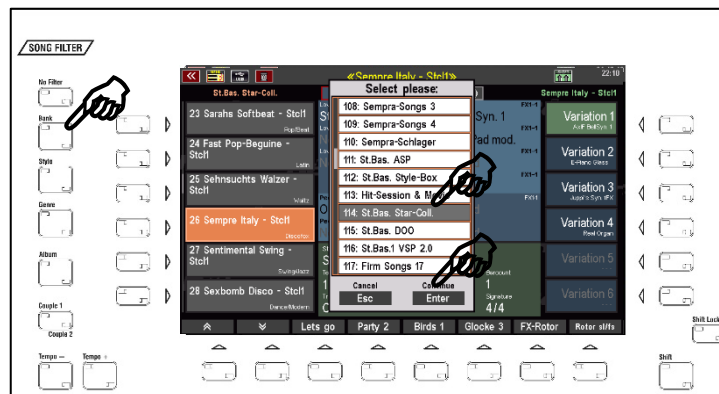 SONG FILTER
No Filter
Bank
Style
Genre
Album
Couple 1
Couple 2
Tempo —
Tempo +
«Sempre Italy - Stcl1»
22:10
St.Bas. Star-Coll.
Sempre Italy - Stcl1
23 Sarahs Softbeat - Stcl1
Pop/Beat
24 Fast Pop-Beguine -
Stcl1
Latin
25 Sehnsuchts Walzer -
Stcl1
Waltz
26 Sempre Italy - Stcl1
Discofox
27 Sentimental Swing -
Stcl1
Swing/Jazz
28 Sexbomb Disco - Stcl1
Dance/Modern
Select please:
108: Sempra-Songs 3
109: Sempra-Songs 4
110: Sempra-Schlager
111: St.Bas. ASP
112: St.Bas. Style-Box
113: Hit-Session &
114: St.Bas. Star-Coll.
115: St.Bas. DOO
116: St.Bas.1 VSP 2.0
117: Firm Songs 17
Cancel
Esc
Continue
Enter
Syn. 1
Pad mod.
FX1-1
FX1-1
FX1-1
FX01
1
Signature
4/4
Variation 1
Variation 2
E-Piano Glass
Variation 3
Variation 4
Real Organ
Variation 5
Variation 6
Lets go
Party 2
Birds 1
Glocke 3
FX-Rotor
Rotor sl/fs
Shift Lock
Shift